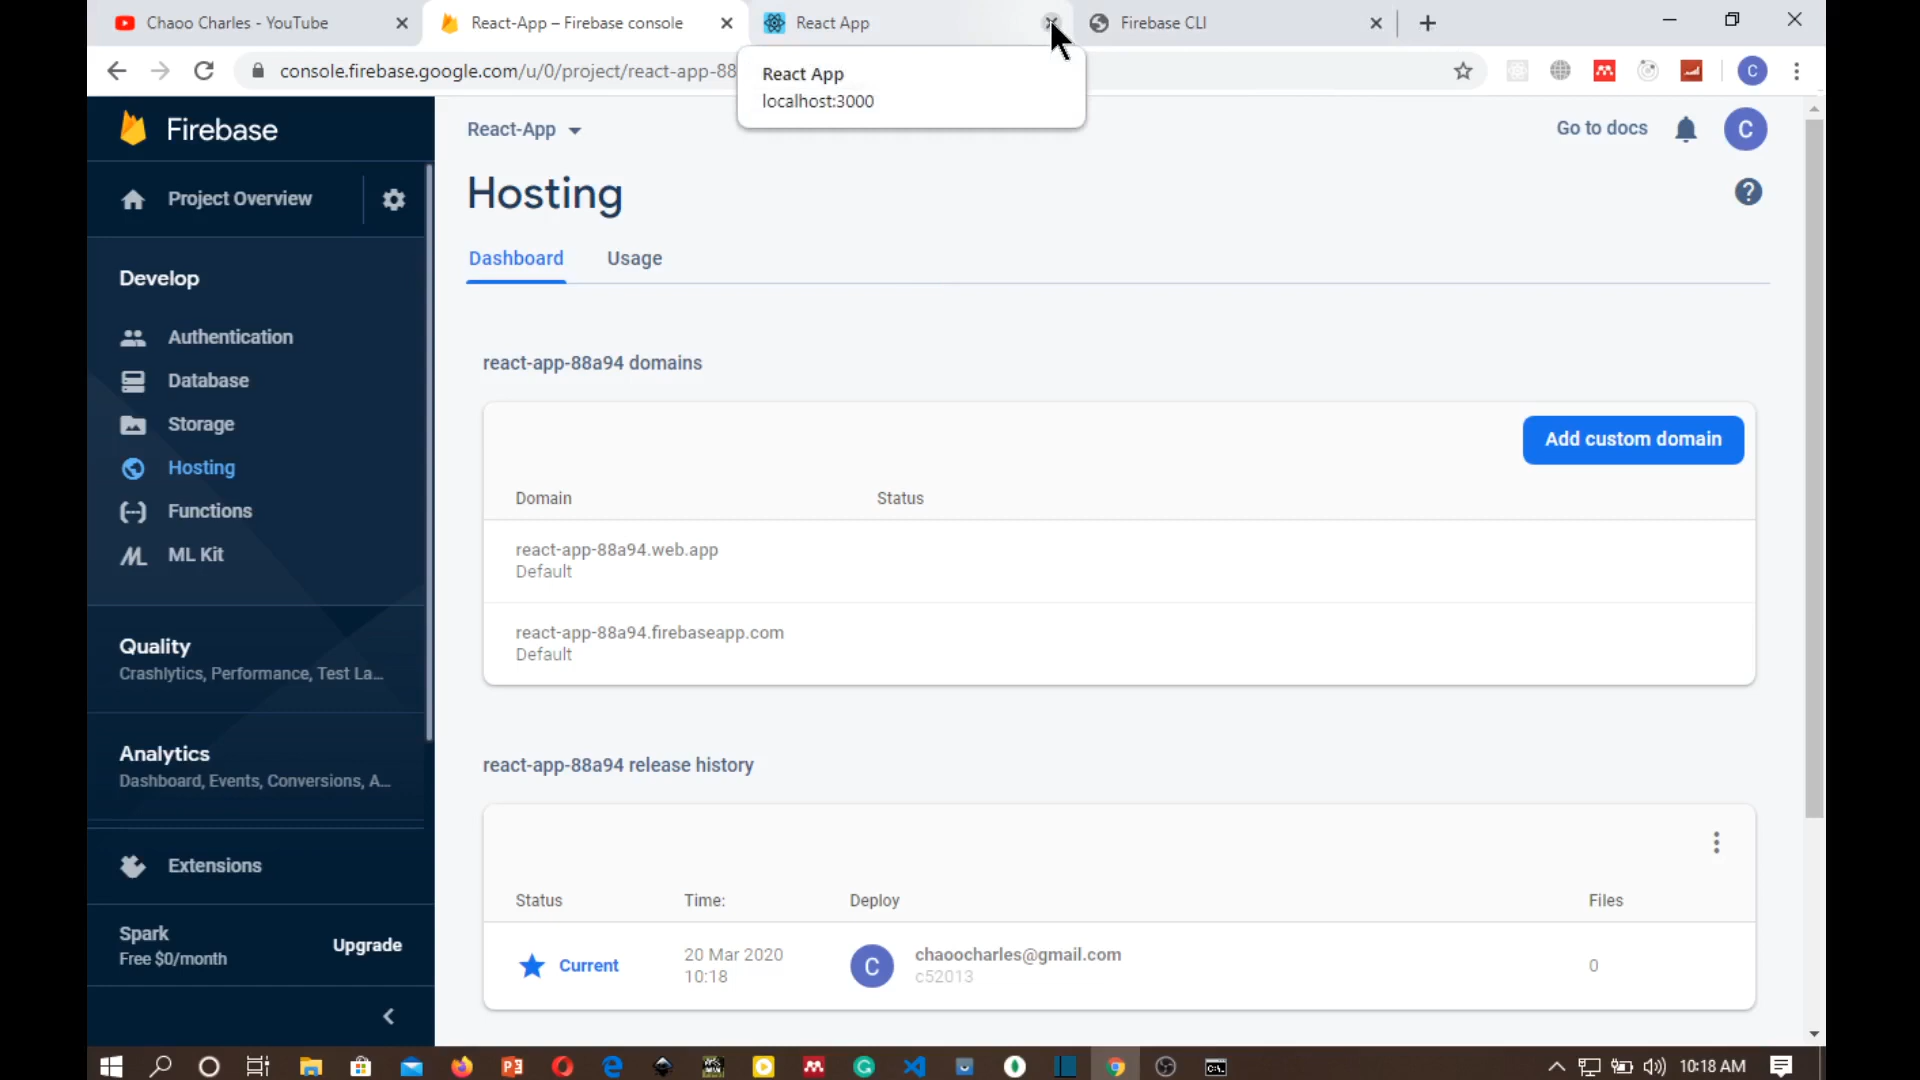 Chaoo Charles - YouTube
React-App – Firebase console
React App
Firebase CLI
console.firebase.google.com/u/0/project/react-app-88
React App
localhost:3000
C
Firebase
React-App
Go to docs
C
Hosting
Project Overview
Dashboard
Usage
Develop
Authentication
Database
Storage
Hosting
Functions
ML Kit
Quality
Crashlytics, Performance, Test La...
Analytics
Dashboard, Events, Conversions, A...
Extensions
Spark
Free $0/month
Upgrade
react-app-88a94 domains
Add custom domain
Domain
Status
react-app-88a94.web.app
Default
react-app-88a94.firebaseapp.com
Default
react-app-88a94 release history
Status
Time:
Deploy
Files
Current
20 Mar 2020
10:18
C
chaoocharles@gmail.com
c52013
0
10:18 AM